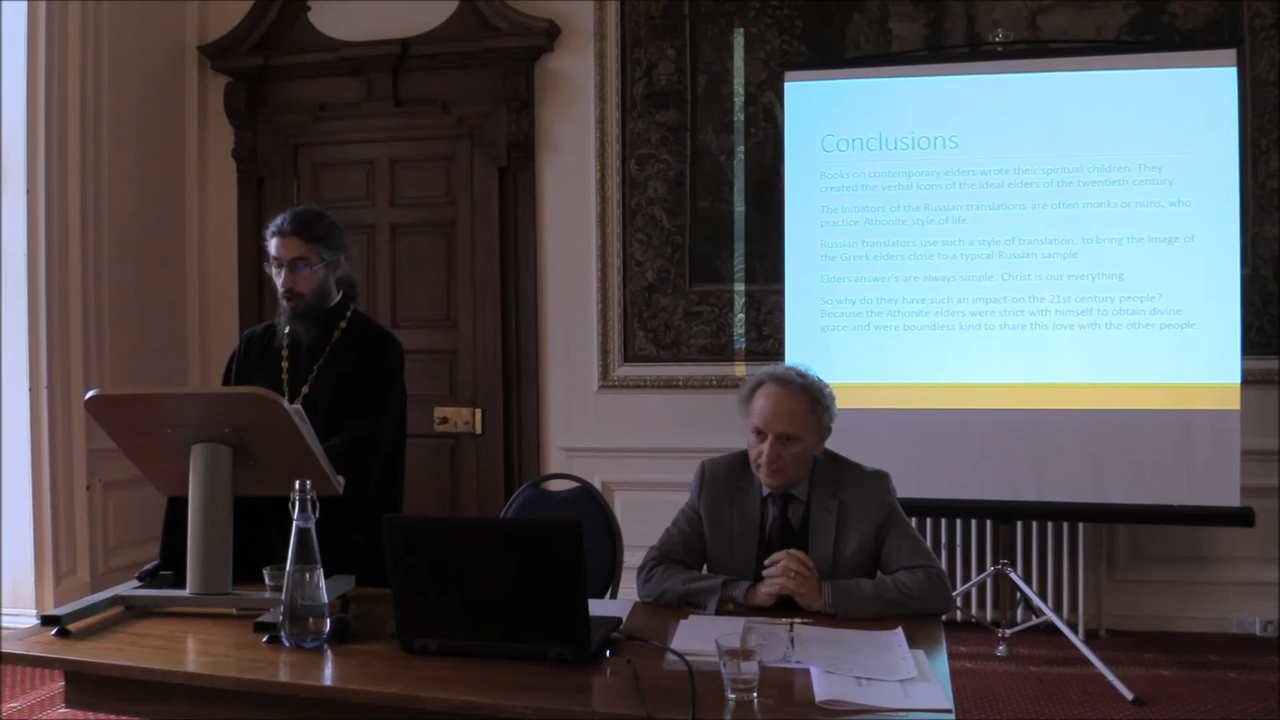 Conclusions
Books on contemporary elders wrote their spiritual children. They
created the verbal icons of the ideal elders of the twentieth century.
The initiators of the Russian translations are often monks or nuns, who
practice Athonite style of life.
Russian translators use such a style of translation, to bring the image of
the Greek elders close to a typical Russian sample.
Elders answer's are always simple. Christ is our everything.
So why do they have such an impact on the 21st century people?
Because the Athonite elders were strict with himself to obtain divine
grace and were boundless kind to share this love with the other people.